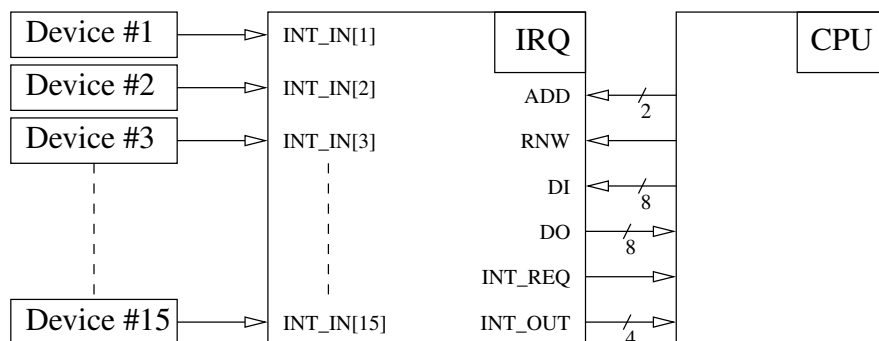 Device #1
INT_IN[1]
IRQ
CPU
Device #2
INT_IN[2]
ADD
2
Device #3
INT_IN[3]
RNW
DI
8
DO
8
INT_REQ
Device #15
INT_IN[15]
INT_OUT
4